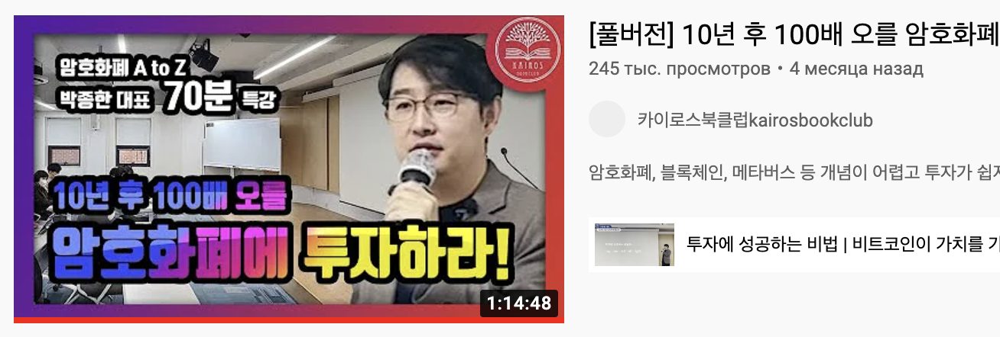 암호화폐 A to Z
박종한 대표 70분 특강
10년 후 100배 오를
암호화폐에 투자하라!
KAIROS
BOOKCLUB
1:14:48
[풀버전] 10년 후 100배 오를 암호화폐
245 тыс. просмотров • 4 месяца назад
카이로스북클럽kairosbookclub
암호화폐, 블록체인, 메타버스 등 개념이 어렵고 투자가 쉽지
투자에 성공하는 비법 | 비트코인이 가치를 가